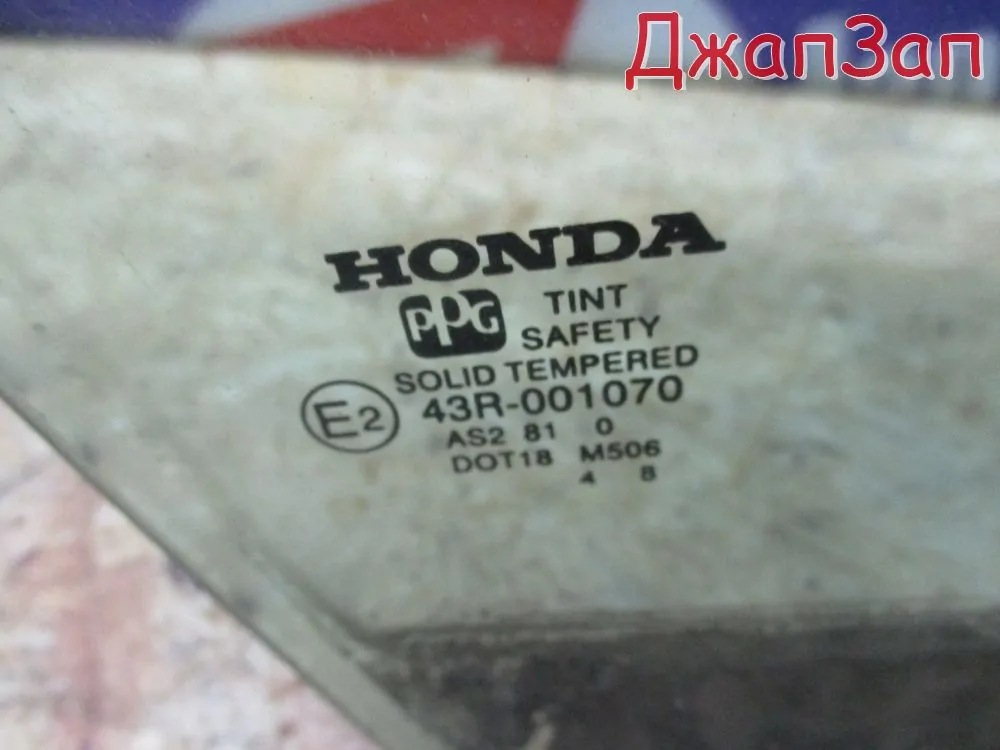 ДжапЗап
HONDA
PPG TINT
SAFETY
SOLID TEMPERED
E2 43R-001070
AS2 81 0
DOT18 M506
4 8